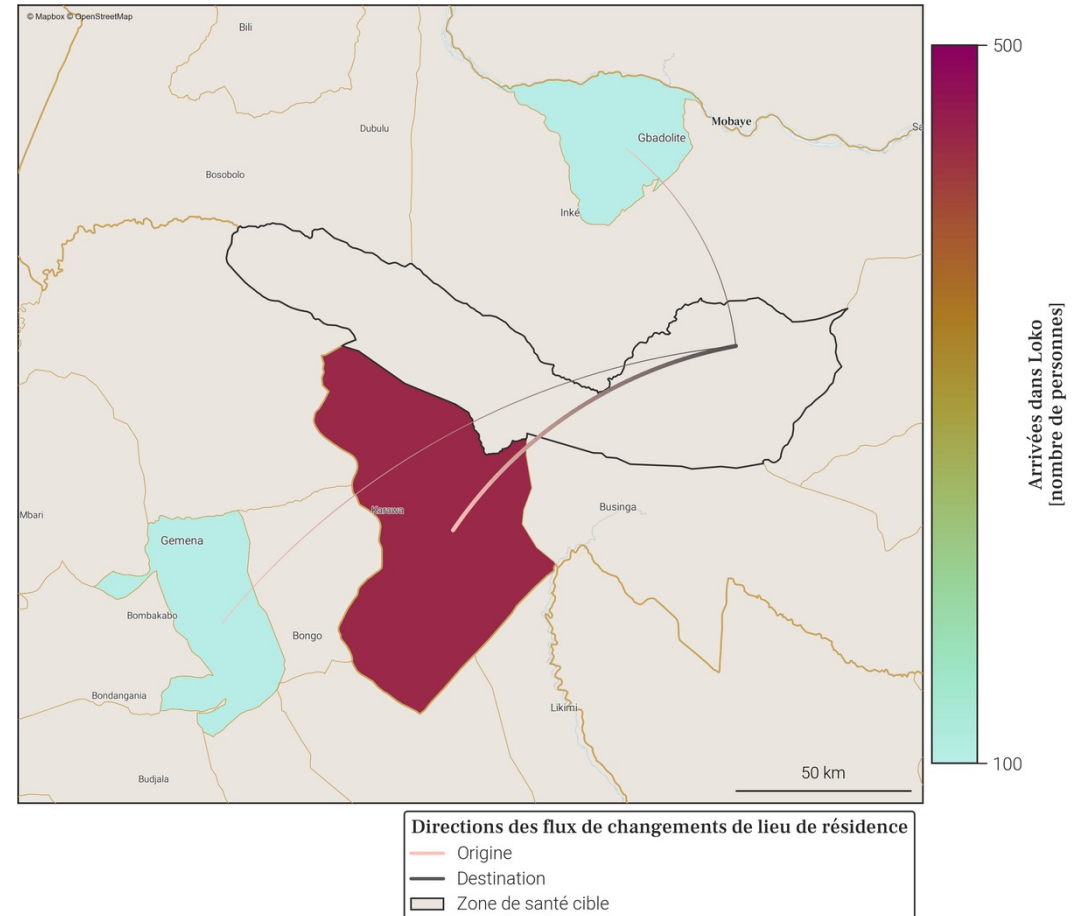 © Mapbox © OpenStreetMap
Bili
500
Dubulu
Mobaye
Sa
Gbadolite
Bosobolo
Inké
Arrivées dans Loko
[nombre de personnes]
Karawa
Businga
Mbari
Gemena
Bombakabo
Bongo
Bondangania
Likimi
Budjala
50 km
100
Directions des flux de changements de lieu de résidence
Origine
Destination
Zone de santé cible